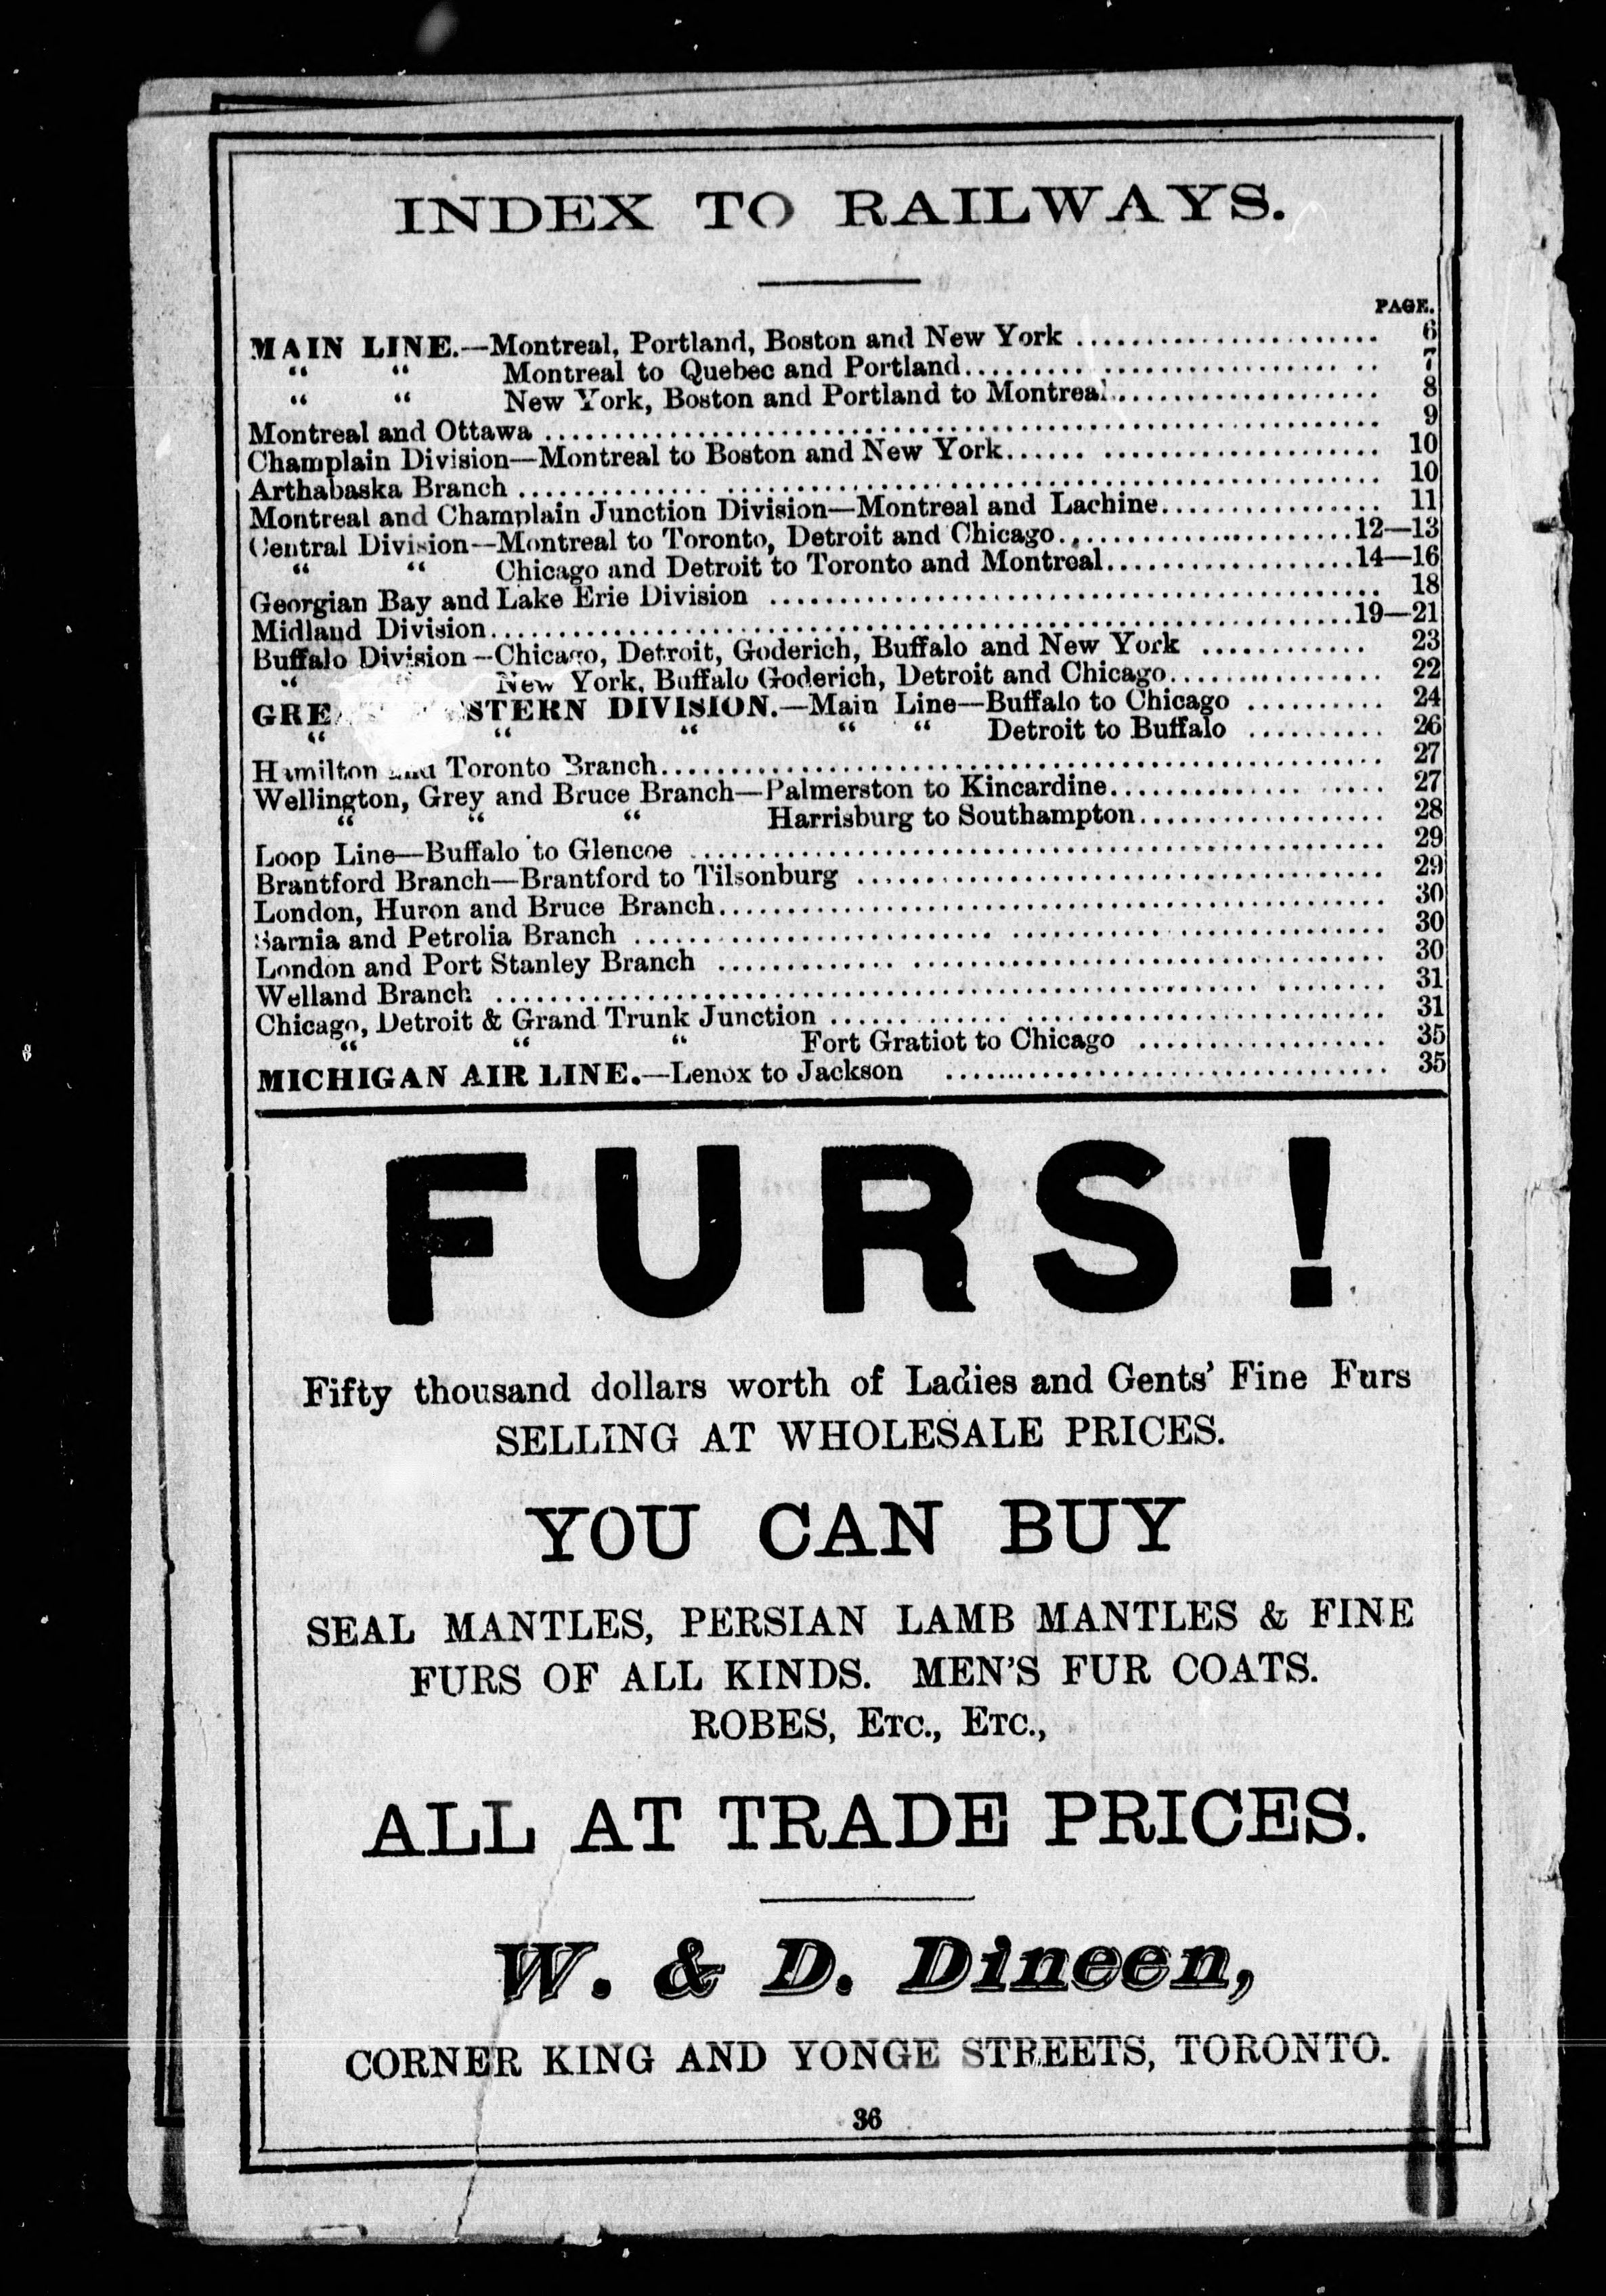 INDEX TO RAILWAYS.
PAGE.
MAIN LINE.—Montreal, Portland, Boston and New York ...................... 6
“ “ Montreal to Quebec and Portland.............................. 7
“ “ New York, Boston and Portland to Montreal.................... 8
Montreal and Ottawa ............................................................ 9
Champlain Division—Montreal to Boston and New York........................... 10
Arthabaska Branch ............................................................ 10
Montreal and Champlain Junction Division—Montreal and Lachine................ 11
Central Division—Montreal to Toronto, Detroit and Chicago......................12—13
“ “ Chicago and Detroit to Toronto and Montreal..................14—16
Georgian Bay and Lake Erie Division ............................................ 18
Midland Division..............................................................19—21
Buffalo Division—Chicago, Detroit, Goderich, Buffalo and New York ............ 23
“ New York, Buffalo Goderich, Detroit and Chicago................ 22
GRE STERN DIVISION.—Main Line—Buffalo to Chicago .......... 24
“ “ “ “ “ Detroit to Buffalo .......... 26
Hamilton and Toronto Branch.................................................... 27
Wellington, Grey and Bruce Branch—Palmerston to Kincardine.................... 27
“ “ “ Harrisburg to Southampton.................. 28
Loop Line—Buffalo to Glencoe .................................................. 29
Brantford Branch—Brantford to Tilsonburg ...................................... 29
London, Huron and Bruce Branch................................................ 30
Sarnia and Petrolia Branch .................................................... 30
London and Port Stanley Branch ................................................ 30
Welland Branch ................................................................ 31
Chicago, Detroit & Grand Trunk Junction ........................................ 31
“ “ “ Fort Gratiot to Chicago .................. 35
MICHIGAN AIR LINE.—Lenox to Jackson ................................ 35
FURS!
Fifty thousand dollars worth of Ladies and Gents’ Fine Furs
SELLING AT WHOLESALE PRICES.
YOU CAN BUY
SEAL MANTLES, PERSIAN LAMB MANTLES & FINE
FURS OF ALL KINDS. MEN’S FUR COATS.
ROBES, ETC., ETC.,
ALL AT TRADE PRICES.
W. & D. Dineen,
CORNER KING AND YONGE STREETS, TORONTO.
36